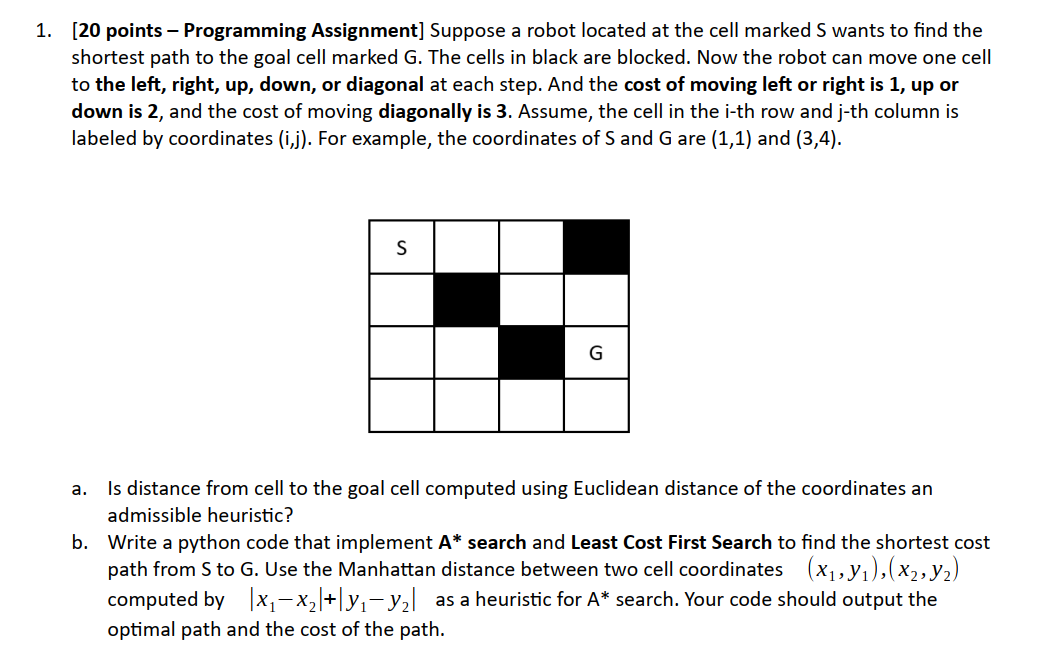 1. [20 points – Programming Assignment] Suppose a robot located at the cell marked S wants to find the
shortest path to the goal cell marked G. The cells in black are blocked. Now the robot can move one cell
to the left, right, up, down, or diagonal at each step. And the cost of moving left or right is 1, up or
down is 2, and the cost of moving diagonally is 3. Assume, the cell in the i-th row and j-th column is
labeled by coordinates (i,j). For example, the coordinates of S and G are (1,1) and (3,4).
S
G
a. Is distance from cell to the goal cell computed using Euclidean distance of the coordinates an
admissible heuristic?
b. Write a python code that implement A* search and Least Cost First Search to find the shortest cost
path from S to G. Use the Manhattan distance between two cell coordinates (x₁,y₁),(x₂,y₂)
computed by |x₁−x₂|+|y₁−y₂| as a heuristic for A* search. Your code should output the
optimal path and the cost of the path.